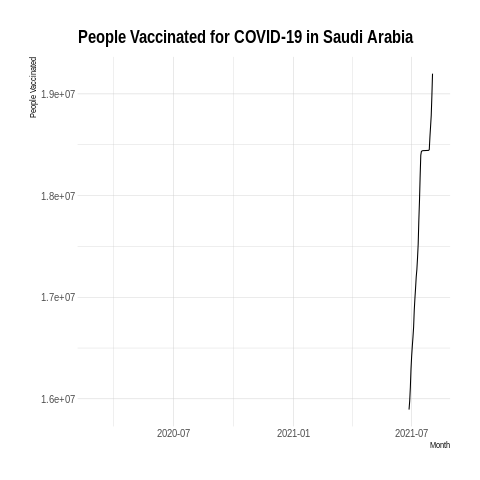 People Vaccinated for COVID-19 in Saudi Arabia
People Vaccinated
1.9e+07
1.8e+07
1.7e+07
1.6e+07
2020-07
2021-01
2021-07
Month